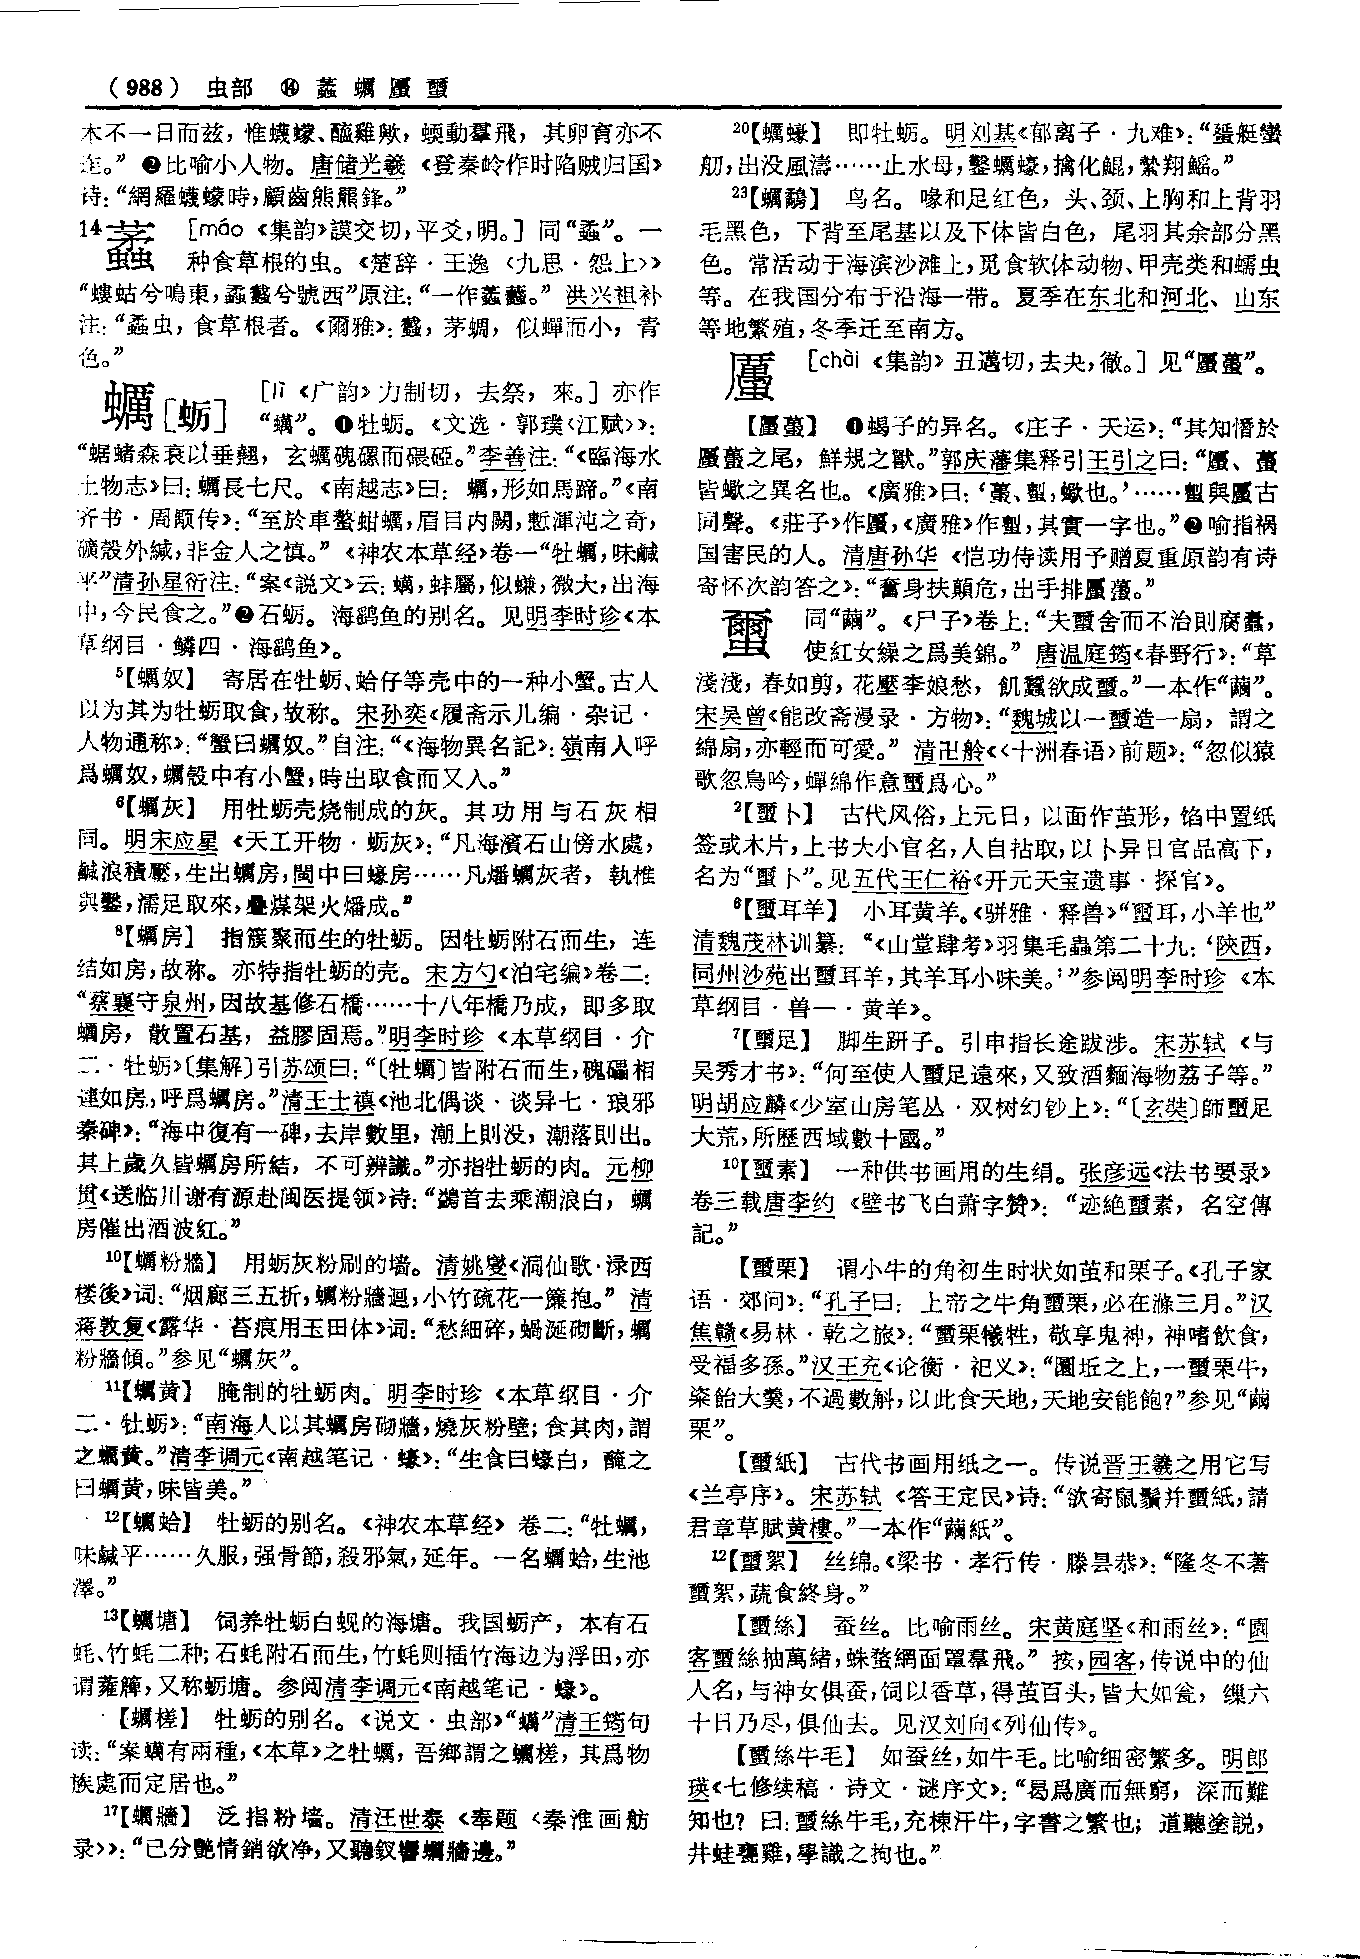 （988） 虫部 ⑭ 蟊 蠣 蠆 蠒
木不一日而兹，惟蠛蠓、醯雞歟，蝡動羣飛，其卵育亦不
迮。” ❷比喻小人物。唐储光羲《登秦岭作时陷贼归国》
诗：“網羅蠛蠓時，顧齒熊羆鋒。”
14 [máo 《集韵》謨交切，平爻，明。] 同“蟊”。一
种食草根的虫。《楚辞·王逸〈九思·怨上〉》
“螻蛄兮鳴東，蟊蠽兮號西”原注：“一作蠽。” 洪兴祖补
注：“蟊虫，食草根者。《爾雅》：蠽，茅蜩，似蟬而小，青
色。”
蠣[蛎] [lì 《广韵》力制切，去祭，來。] 亦作
“蠇”。❶牡蛎。《文选·郭璞〈江赋〉》：
“蜛蝫森衰以垂翹，玄蠣磈磥而碨䃁。”李善注：“《臨海水
土物志》曰：蠣長七尺。《南越志》曰：蠣，形如馬蹄。”《南
齐书·周颙传》：“至於車螯蚶蠣，眉目内闕，慙渾沌之奇，
礦殼外緘，非金人之慎。” 《神农本草经》卷一“牡蠣，味鹹
平”清孙星衍注：“案《説文》云：蠇，蚌屬，似螊，微大，出海
中，今民食之。”❷石蛎。海鹞鱼的别名。见明李时珍《本
草纲目·鳞四·海鹞鱼》。
5【蠣奴】 寄居在牡蛎、蛤仔等壳中的一种小蟹。古人
以为其为牡蛎取食，故称。宋孙奕《履斋示儿编·杂记·
人物通称》：“蟹曰蠣奴。”自注：“《海物異名記》：嶺南人呼
爲蠣奴，蠣殼中有小蟹，時出取食而又入。”
6【蠣灰】 用牡蛎壳烧制成的灰。其功用与石灰相
同。明宋应星《天工开物·蛎灰》：“凡海濱石山傍水處，
鹹浪積壓，生出蠣房，閩中曰蠔房……凡燔蠣灰者，執椎
與鑿，濡足取來，疊煤架火燔成。”
8【蠣房】 指簇聚而生的牡蛎。因牡蛎附石而生，连
结如房，故称。亦特指牡蛎的壳。宋方勺《泊宅编》卷二：
“蔡襄守泉州，因故基修石橋……十八年橋乃成，即多取
蠣房，散置石基，益膠固焉。”明李时珍《本草纲目·介
二·牡蛎》〔集解〕引苏颂曰：“〔牡蠣〕皆附石而生，磈礧相
連如房，呼爲蠣房。”清王士禛《池北偶谈·谈异七·琅邪
秦碑》：“海中復有一碑，去岸數里，潮上則没，潮落則出。
其上歲久皆蠣房所結，不可辨識。”亦指牡蛎的肉。元柳
贯《送临川谢有源赴闽医提领》诗：“鷁首去乘潮浪白，蠣
房催出酒波紅。”
10【蠣粉牆】 用蛎灰粉刷的墙。清姚燮《洞仙歌·渌西
楼後》词：“烟廊三五折，蠣粉牆迴，小竹疏花一簾抱。” 清
蒋敦复《露华·苔痕用玉田体》词：“愁細碎，蝸涎砌斷，蠣
粉牆傾。”参见“蠣灰”。
11【蠣黄】 腌制的牡蛎肉。明李时珍《本草纲目·介
二·牡蛎》：“南海人以其蠣房砌牆，燒灰粉壁；食其肉，謂
之蠣黄。”清李调元《南越笔记·蠔》：“生食曰蠔白，醃之
曰蠣黄，味皆美。”
12【蠣蛤】 牡蛎的别名。《神农本草经》卷二：“牡蠣，
味鹹平……久服，强骨節，殺邪氣，延年。一名蠣蛤，生池
澤。”
13【蠣塘】 饲养牡蛎白蚬的海塘。我国蛎产，本有石
蚝、竹蚝二种；石蚝附石而生，竹蚝则插竹海边为浮田，亦
谓蓷簰，又称蛎塘。参阅清李调元《南越笔记·蠔》。
【蠣槎】 牡蛎的别名。《说文·虫部》“蠇”清王筠句
读：“案蠇有兩種，《本草》之牡蠣，吾鄉謂之蠣槎，其爲物
族處而定居也。”
17【蠣牆】 泛指粉墙。清汪世泰《奉题〈秦淮画舫
录〉》：“已分艷情銷欲净，又聽釵響蠣牆邊。”
20【蠣蠔】 即牡蛎。明刘基《郁离子·九难》：“蜑艇蠻
舠，出没風濤……止水母，鑿蠣蠔，擒化鯤，縶翔鰩。”
23【蠣鷸】 鸟名。喙和足红色，头、颈、上胸和上背羽
毛黑色，下背至尾基以及下体皆白色，尾羽其余部分黑
色。常活动于海滨沙滩上，觅食软体动物、甲壳类和蠕虫
等。在我国分布于沿海一带。夏季在东北和河北、山东
等地繁殖，冬季迁至南方。
[chài 《集韵》丑邁切，去夬，徹。] 见“蠆”。
【蠆】 ❶蝎子的异名。《庄子·天运》：“其知憯於
之尾，鮮規之獸。”郭庆藩集释引王引之曰：“
皆蠍之異名也。《廣雅》曰：‘蠆、䘍，蠍也。’……䘍與古
同聲。《莊子》作，《廣雅》作䘍，其實一字也。”❷喻指祸
国害民的人。清唐孙华《恺功侍读用予赠夏重原韵有诗
寄怀次韵答之》：“奮身扶顛危，出手排蠆。”
蠒 同“繭”。《尸子》卷上：“夫蠒舍而不治則腐蠹，
使紅女繅之爲美錦。” 唐温庭筠《春野行》：“草
淺淺，春如剪，花壓李娘愁，飢蠶欲成蠒。”一本作“繭”。
宋吴曾《能改斋漫录·方物》：“魏城以一蠒造一扇，謂之
綿扇，亦輕而可愛。” 清卍舲《〈十洲春语〉前题》：“忽似猿
歌忽鳥吟，蟬綿作意蠒爲心。”
2【蠒卜】 古代风俗，上元日，以面作茧形，馅中置纸
签或木片，上书大小官名，人自拈取，以卜异日官品高下，
名为“蠒卜”。见五代王仁裕《开元天宝遗事·探官》。
6【蠒耳羊】 小耳黄羊。《骈雅·释兽》“蠒耳，小羊也”
清魏茂林训纂：“《山堂肆考》羽集毛蟲第二十九：‘陝西，
同州沙苑出蠒耳羊，其羊耳小味美。’”参阅明李时珍《本
草纲目·兽一·黄羊》。
7【蠒足】 脚生趼子。引申指长途跋涉。宋苏轼《与
吴秀才书》：“何至使人蠒足遠來，又致酒麵海物荔子等。”
明胡应麟《少室山房笔丛·双树幻钞上》：“〔玄奘〕師蠒足
大荒，所歷西域數十國。”
10【蠒素】 一种供书画用的生绢。张彦远《法书要录》
卷三载唐李约《壁书飞白萧字赞》：“迹絶蠒素，名空傳
記。”
【蠒栗】 谓小牛的角初生时状如茧和栗子。《孔子家
语·郊问》：“孔子曰：上帝之牛角蠒栗，必在滌三月。”汉
焦赣《易林·乾之旅》：“蠒栗犧牲，敬享鬼神，神嗜飲食，
受福多孫。”汉王充《论衡·祀义》：“圜坵之上，一蠒栗牛，
粢飴大羹，不過數斛，以此食天地，天地安能飽？”参见“繭
栗”。
【蠒紙】 古代书画用纸之一。传说晋王羲之用它写
《兰亭序》。宋苏轼《答王定民》诗：“欲寄鼠鬚并蠒紙，請
君章草賦黄樓。”一本作“繭紙”。
12【蠒絮】 丝绵。《梁书·孝行传·滕昙恭》：“隆冬不著
蠒絮，蔬食終身。”
【蠒絲】 蚕丝。比喻雨丝。宋黄庭坚《和雨丝》：“園
客蠒絲抽萬緒，蛛蝥網面罩羣飛。” 按，园客，传说中的仙
人名，与神女俱蚕，饲以香草，得茧百头，皆大如瓮，缫六
十日乃尽，俱仙去。见汉刘向《列仙传》。
【蠒絲牛毛】 如蚕丝，如牛毛。比喻细密繁多。明郎
瑛《七修续稿·诗文·谜序文》：“曷爲廣而無窮，深而難
知也？曰：蠒絲牛毛，充棟汗牛，字書之繁也；道聽塗説，
井蛙甕雞，學識之拘也。”